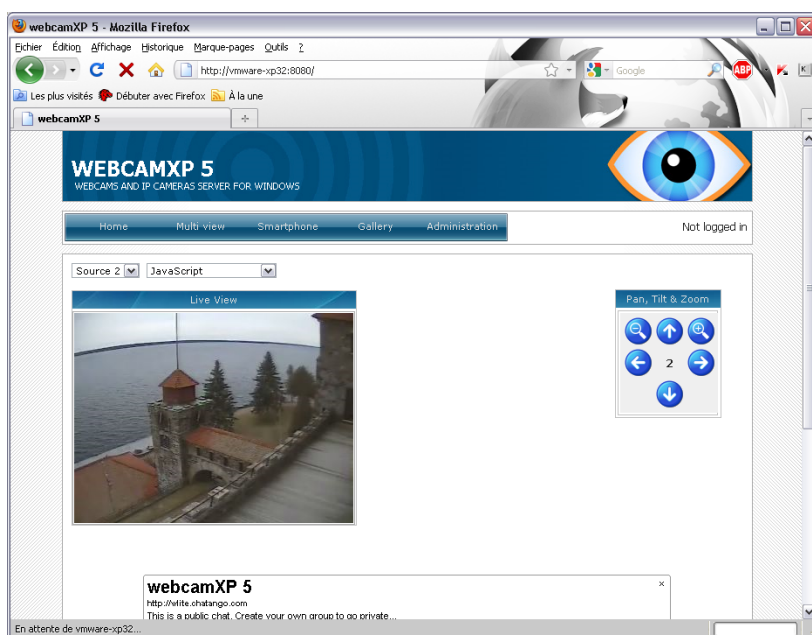 webcamXP 5 - Mozilla Firefox
Fichier Édition Affichage Historique Marque-pages Outils ?
http://vmware-xp32:8080/
Google
ABP
K
Les plus visités Débuter avec Firefox À la une
webcamXP 5
WEBCAMXP 5
WEBCAMS AND IP CAMERAS SERVER FOR WINDOWS
Home Multi view Smartphone Gallery Administration Not logged in
Source 2 JavaScript
Live View
Pan, Tilt & Zoom
2
webcamXP 5
http://wlite.chatango.com
This is a public chat. Create your own group to go private...
En attente de vmware-xp32...